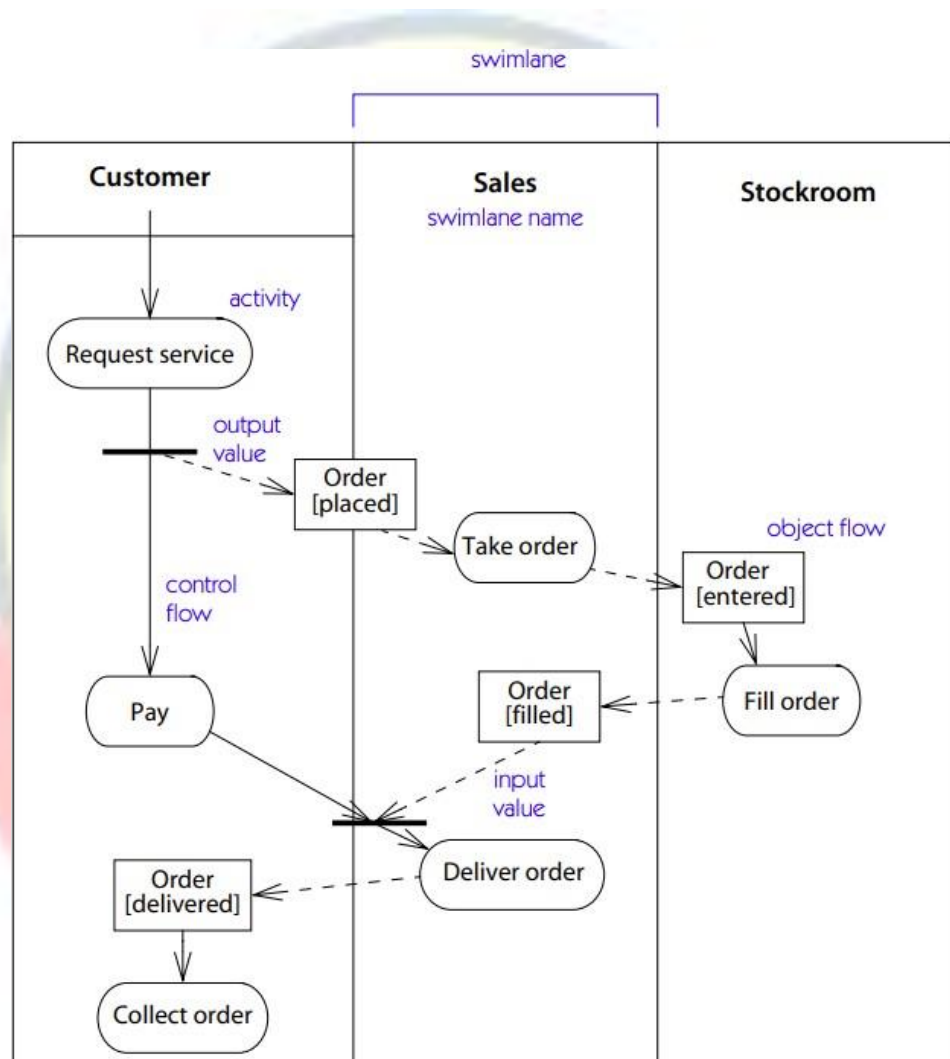 swimlane
Customer
Sales
swimlane name
Stockroom
activity
Request service
output
value
Order
[placed]
Take order
object flow
Order
[entered]
control
flow
Pay
Order
[filled]
Fill order
input
value
Deliver order
Order
[delivered]
Collect order